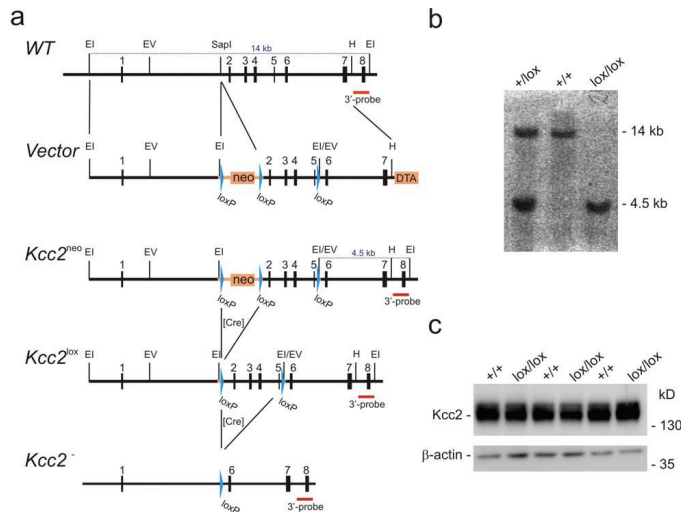 a
WT
EI EV SapI 14 kb H EI
1 2 3 4 5 6 7 8
3'-probe
Vector
EI EV EI EI/EV H
1 neo 2 3 4 5 6 7 DTA
loxP loxP loxP
Kcc2neo
EI EV EI EI/EV 4.5 kb H EI
1 neo 2 3 4 5 6 7 8
loxP loxP loxP 3'-probe
[Cre]
Kcc2lox
EI EV EI EI/EV H EI
1 2 3 4 5 6 7 8
loxP loxP 3'-probe
[Cre]
Kcc2-
1 6 7 8
loxP 3'-probe
b
+/lox +/+ lox/lox
- 14 kb
- 4.5 kb
c
+/+ lox/lox +/+ lox/lox +/+ lox/lox
kD
Kcc2 -
- 130
β-actin -
- 35